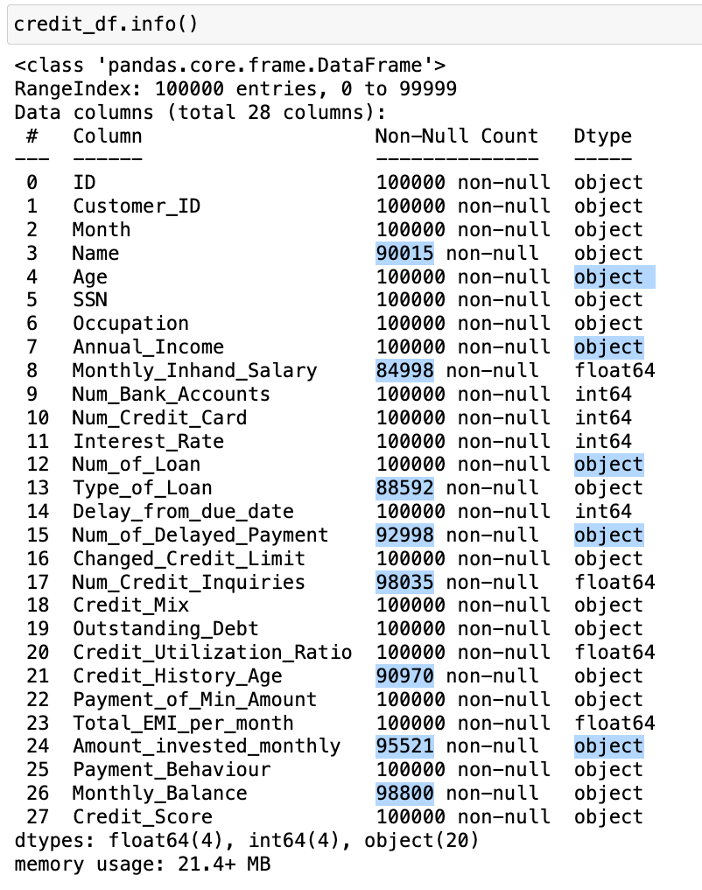 credit_df.info()
<class 'pandas.core.frame.DataFrame'>
RangeIndex: 100000 entries, 0 to 99999
Data columns (total 28 columns):
 #   Column                    Non-Null Count   Dtype
---  ------                    --------------   -----
 0   ID                        100000 non-null  object
 1   Customer_ID               100000 non-null  object
 2   Month                     100000 non-null  object
 3   Name                      90015 non-null   object
 4   Age                       100000 non-null  object
 5   SSN                       100000 non-null  object
 6   Occupation                100000 non-null  object
 7   Annual_Income             100000 non-null  object
 8   Monthly_Inhand_Salary     84998 non-null   float64
 9   Num_Bank_Accounts         100000 non-null  int64
 10  Num_Credit_Card           100000 non-null  int64
 11  Interest_Rate             100000 non-null  int64
 12  Num_of_Loan               100000 non-null  object
 13  Type_of_Loan              88592 non-null   object
 14  Delay_from_due_date       100000 non-null  int64
 15  Num_of_Delayed_Payment    92998 non-null   object
 16  Changed_Credit_Limit      100000 non-null  object
 17  Num_Credit_Inquiries      98035 non-null   float64
 18  Credit_Mix                100000 non-null  object
 19  Outstanding_Debt          100000 non-null  object
 20  Credit_Utilization_Ratio  100000 non-null  float64
 21  Credit_History_Age        90970 non-null   object
 22  Payment_of_Min_Amount     100000 non-null  object
 23  Total_EMI_per_month       100000 non-null  float64
 24  Amount_invested_monthly   95521 non-null   object
 25  Payment_Behaviour         100000 non-null  object
 26  Monthly_Balance           98800 non-null   object
 27  Credit_Score              100000 non-null  object
dtypes: float64(4), int64(4), object(20)
memory usage: 21.4+ MB